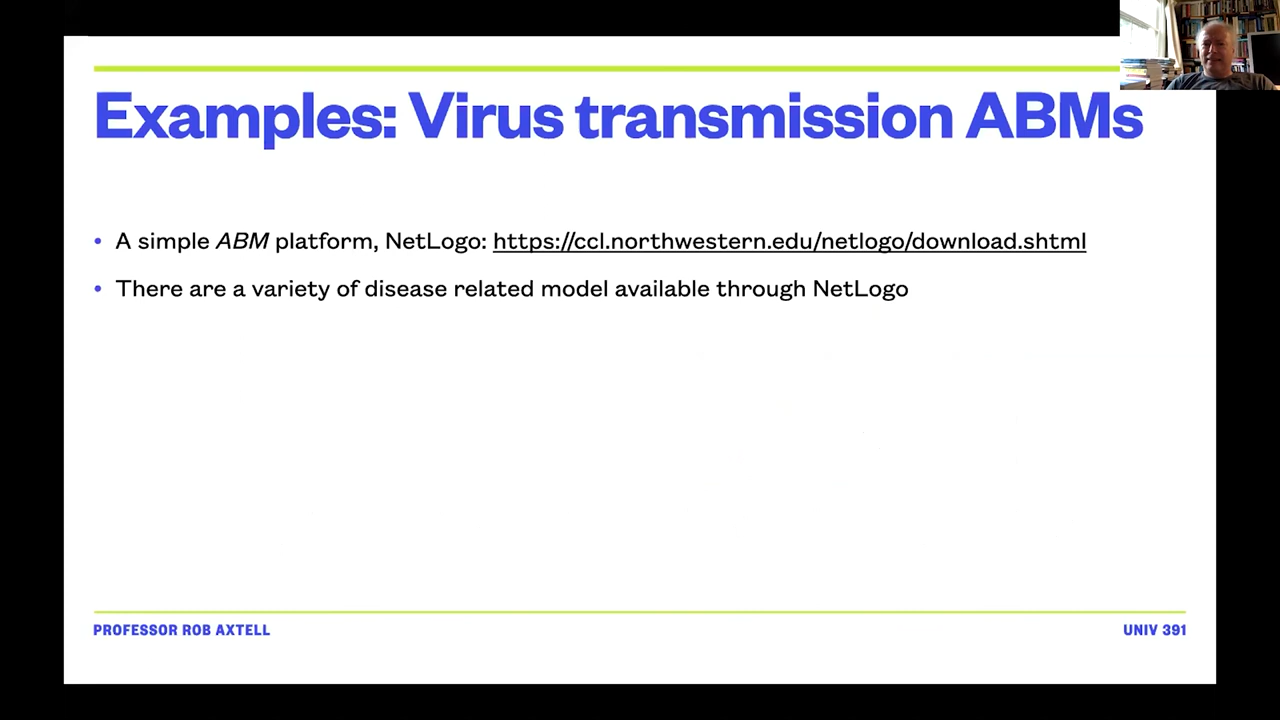 Examples: Virus transmission ABMs
• A simple ABM platform, NetLogo: https://ccl.northwestern.edu/netlogo/download.shtml
• There are a variety of disease related model available through NetLogo
PROFESSOR ROB AXTELL
UNIV 391